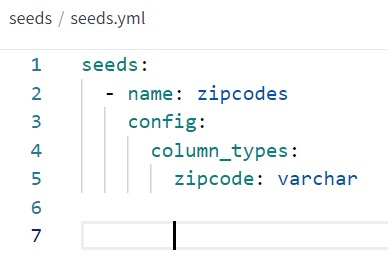 seeds / seeds.yml
1 seeds:
2 - name: zipcodes
3 config:
4 column_types:
5 zipcode: varchar
6
7